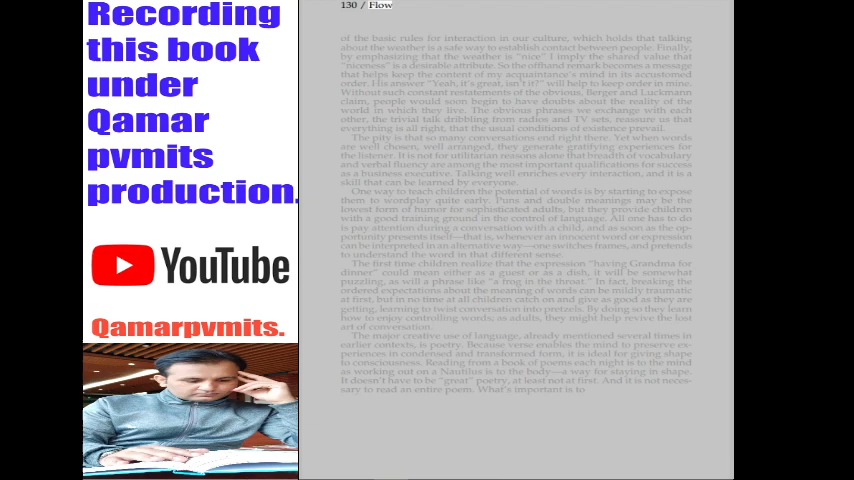 Recording
this book
under
Qamar
pvmits
production.
YouTube
Qamarpvmits.
130 / Flow
of the basic rules for interaction in our culture, which holds that talking
about the weather is a safe way to establish contact between people. Finally,
by emphasizing that the weather is “nice” I imply the shared value that
“niceness” is a desirable attribute. So the offhand remark becomes a message
that helps keep the content of my acquaintance’s mind in its accustomed
order. His answer “Yeah, it’s great, isn’t it?” will help to keep order in mine.
Without such constant restatements of the obvious, Berger and Luckmann
claim, people would soon begin to have doubts about the reality of the
world in which they live. The obvious phrases we exchange with each
other, the trivial talk dribbling from radios and TV sets, reassure us that
everything is all right, that the usual conditions of existence prevail.
The pity is that so many conversations end right there. Yet when words
are well chosen, well arranged, they generate gratifying experiences for
the listener. It is not for utilitarian reasons alone that breadth of vocabulary
and verbal fluency are among the most important qualifications for success
as a business executive. Talking well enriches every interaction, and it is a
skill that can be learned by everyone.
One way to teach children the potential of words is by starting to expose
them to wordplay quite early. Puns and double meanings may be the
lowest form of humor for sophisticated adults, but they provide children
with a good training ground in the control of language. All one has to do
is pay attention during a conversation with a child, and as soon as the op-
portunity presents itself—that is, whenever an innocent word or expression
can be interpreted in an alternative way—one switches frames, and pretends
to understand the word in that different sense.
The first time children realize that the expression “having Grandma for
dinner” could mean either as a guest or as a dish, it will be somewhat
puzzling, as will a phrase like “a frog in the throat.” In fact, breaking the
ordered expectations about the meaning of words can be mildly traumatic
at first, but in no time at all children catch on and give as good as they are
getting, learning to twist conversation into pretzels. By doing so they learn
how to enjoy controlling words; as adults, they might help revive the lost
art of conversation.
The major creative use of language, already mentioned several times in
earlier contexts, is poetry. Because verse enables the mind to preserve ex-
periences in condensed and transformed form, it is ideal for giving shape
to consciousness. Reading from a book of poems each night is to the mind
as working out on a Nautilus is to the body—a way for staying in shape.
It doesn’t have to be “great” poetry, at least not at first. And it is not neces-
sary to read an entire poem. What’s important is to